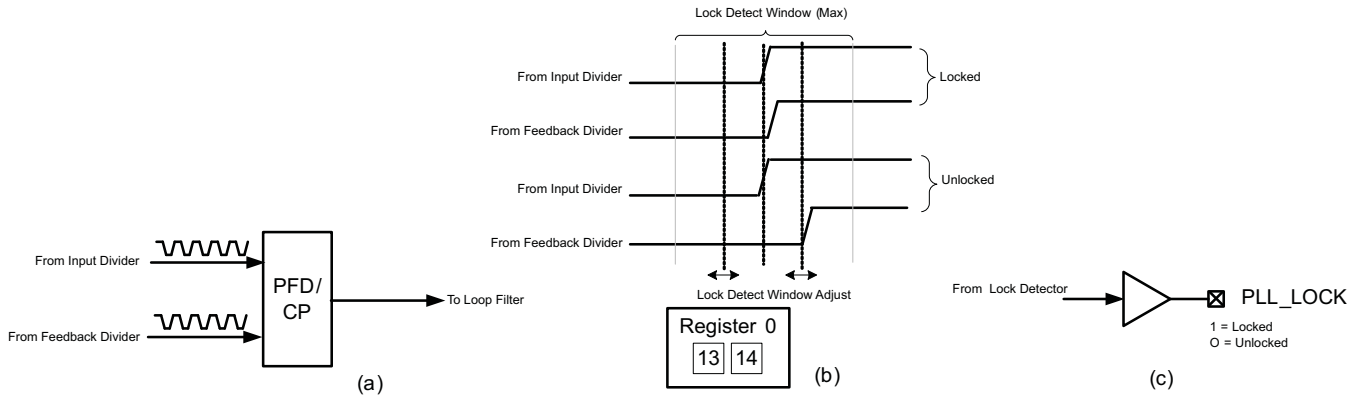 From Input Divider
From Feedback Divider
PFD/
CP
To Loop Filter
(a)
Lock Detect Window (Max)
From Input Divider
From Feedback Divider
Locked
From Input Divider
From Feedback Divider
Unlocked
Lock Detect Window Adjust
Register 0
13 14
(b)
From Lock Detector
PLL_LOCK
1 = Locked
O = Unlocked
(c)